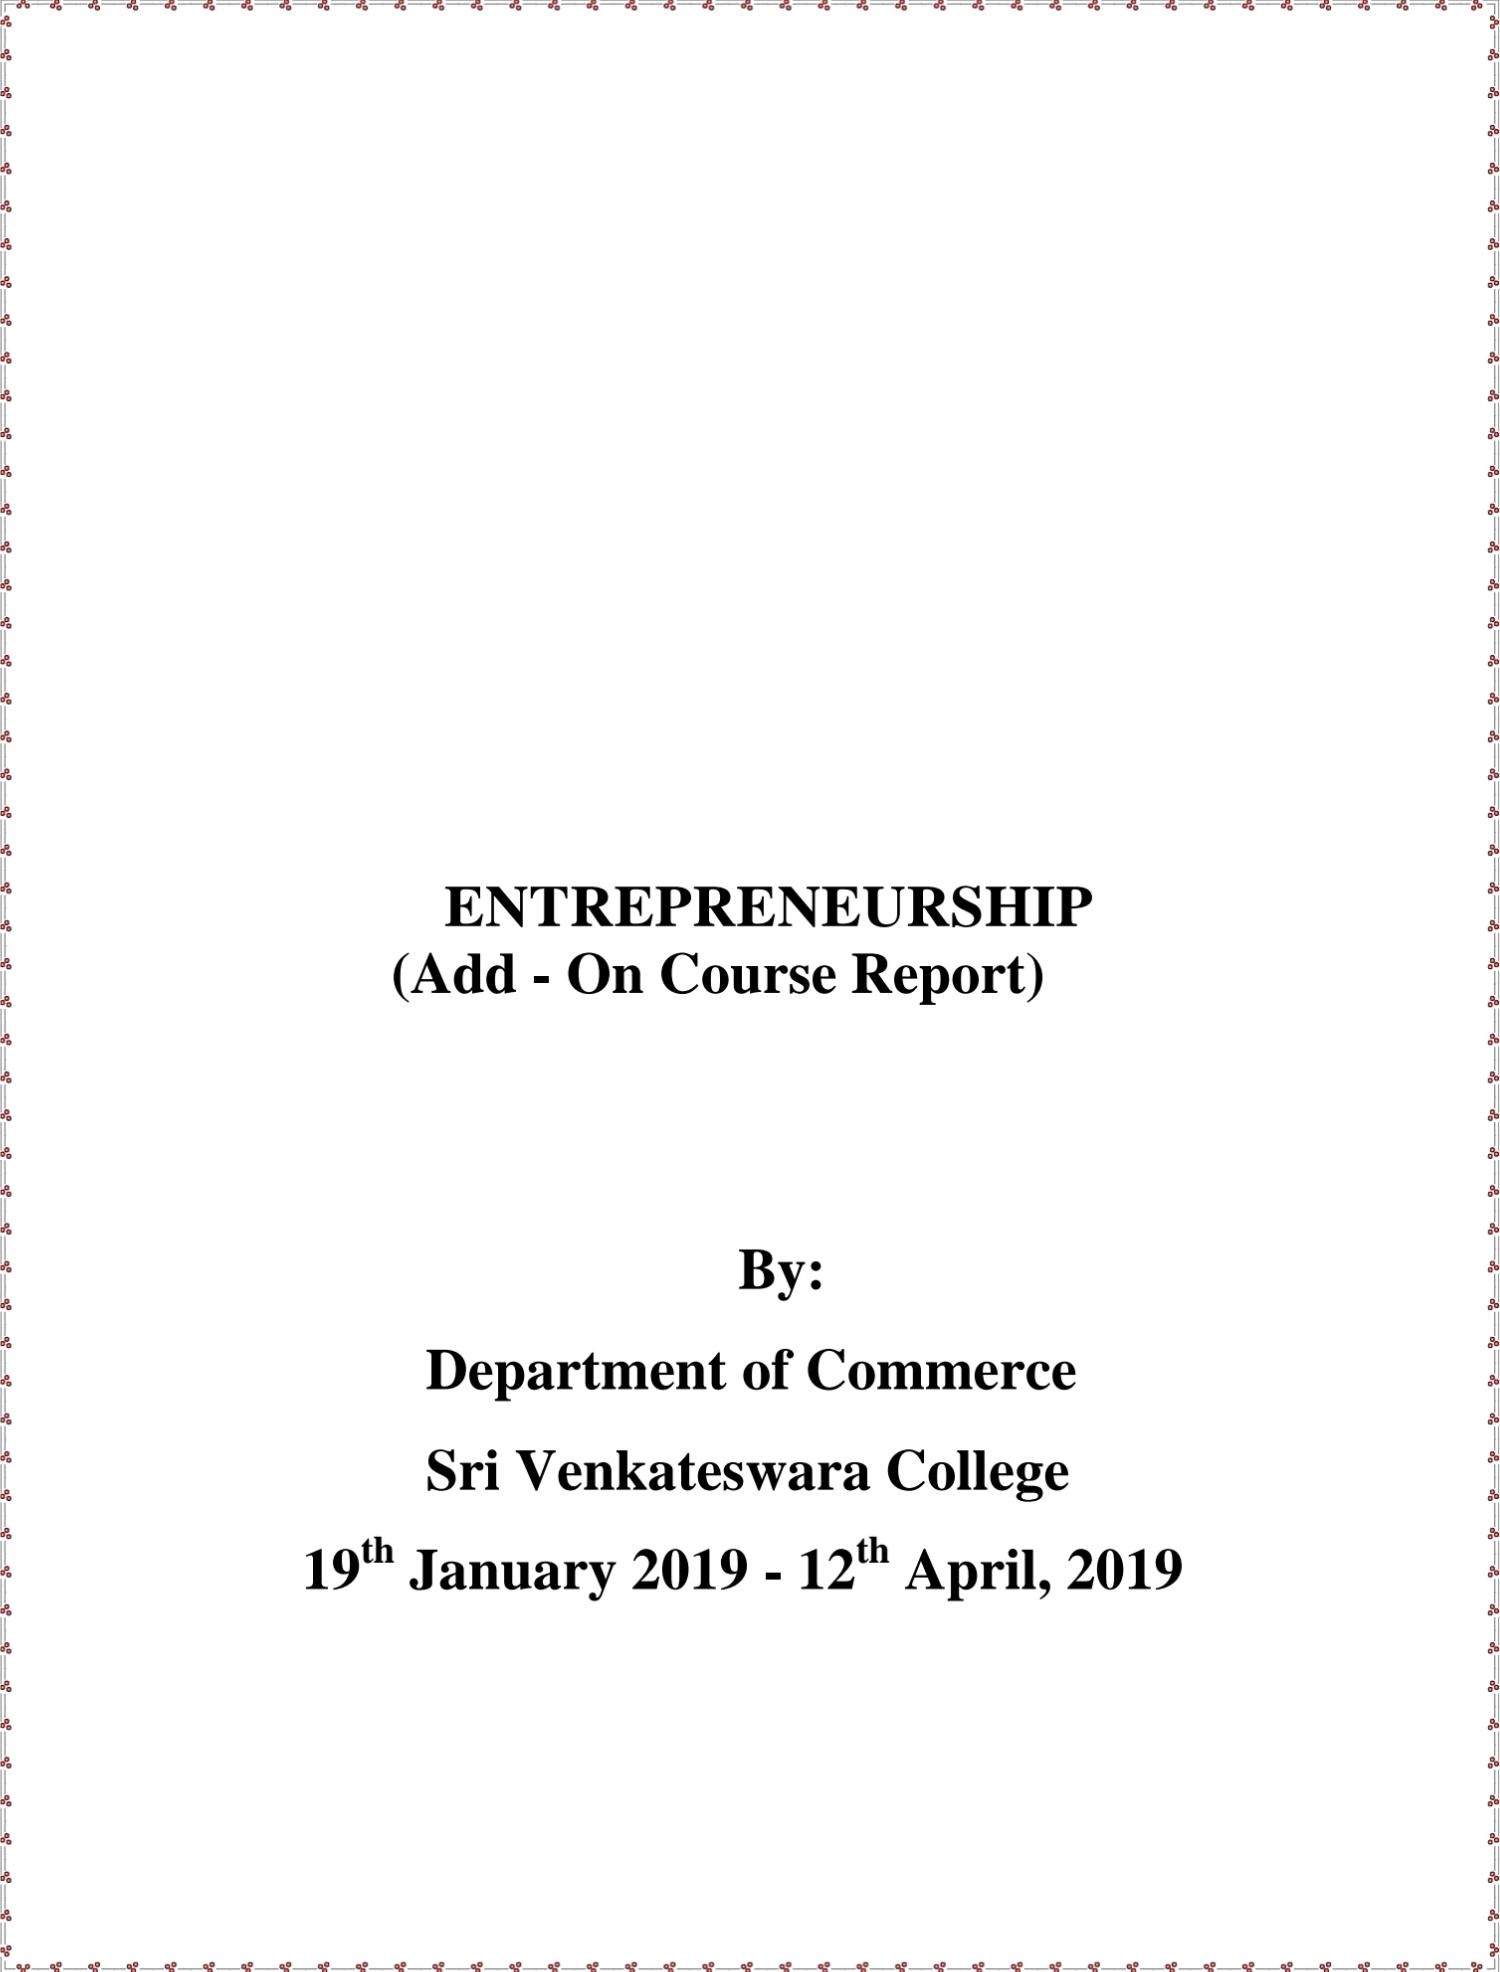 ENTREPRENEURSHIP
(Add - On Course Report)
By:
Department of Commerce
Sri Venkateswara College
19th January 2019 - 12th April, 2019